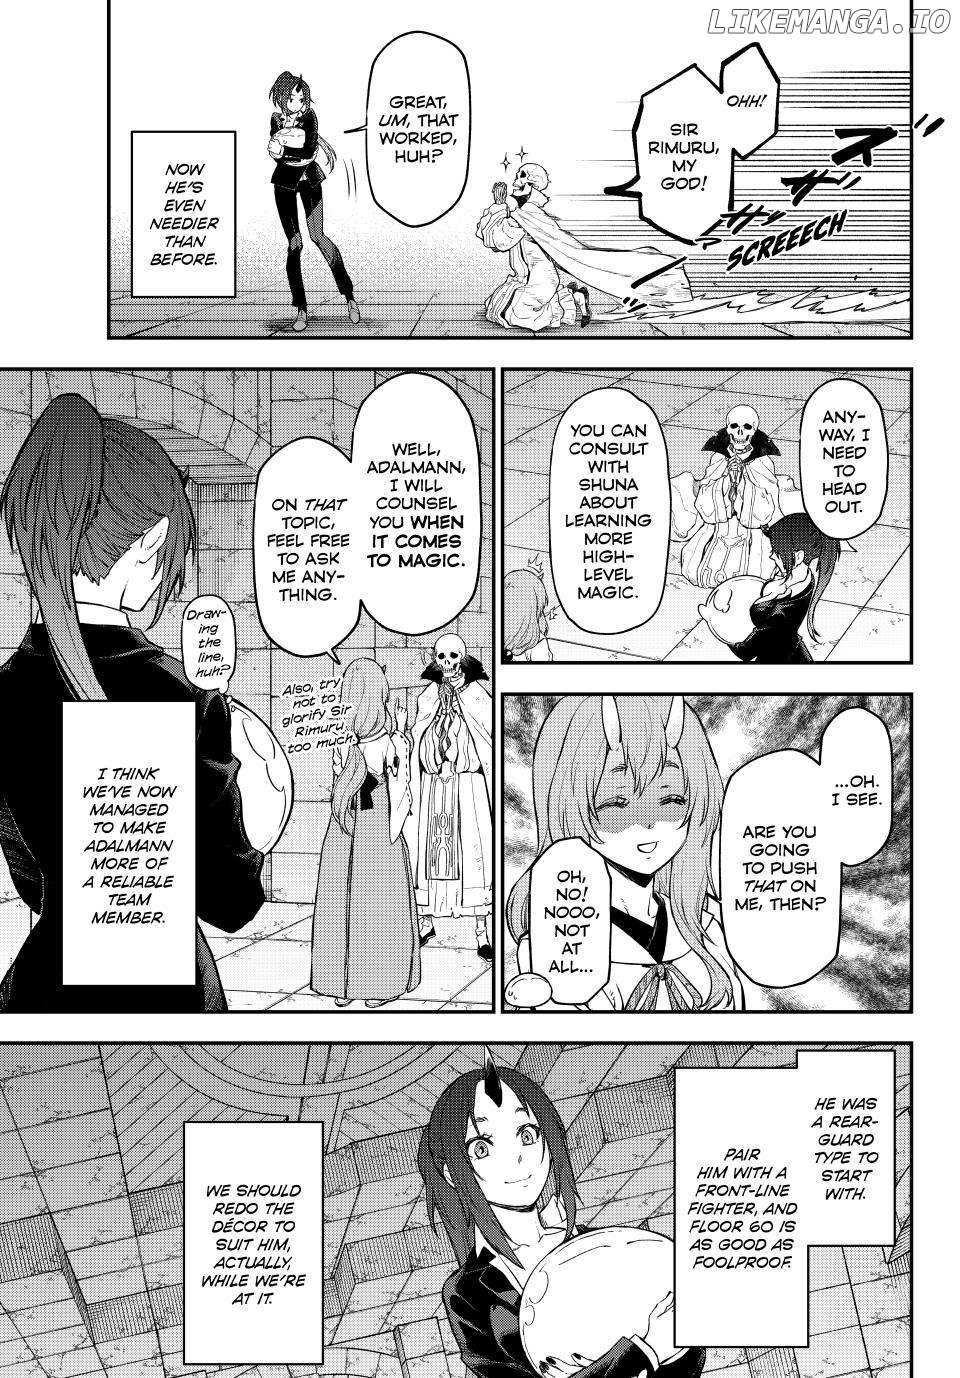 LIKEMANGA.IO
OHH!
SIR
RIMURU,
MY
GOD!
SCREEECH
GREAT,
UM, THAT
WORKED,
HUH?
NOW
HE'S
EVEN
NEEDIER
THAN
BEFORE.
ANY-
WAY, I
NEED
TO
HEAD
OUT.
YOU CAN
CONSULT
WITH
SHUNA
ABOUT
LEARNING
MORE
HIGH-
LEVEL
MAGIC.
...OH.
I SEE.
ARE YOU
GOING
TO PUSH
THAT ON
ME, THEN?
OH,
NO!
NOOO,
NOT
AT
ALL...
WELL,
ADALMANN,
I WILL
COUNSEL
YOU WHEN
IT COMES
TO MAGIC.
ON THAT
TOPIC,
FEEL FREE
TO ASK
ME ANY-
THING.
Also, try
not to
glorify Sir
Rimuru
too much.
Draw-
ing
the
line,
huh?
I THINK
WE'VE NOW
MANAGED
TO MAKE
ADALMANN
MORE OF
A RELIABLE
TEAM
MEMBER.
HE WAS
A REAR-
GUARD
TYPE TO
START
WITH.
PAIR
HIM WITH A
FRONT-LINE
FIGHTER, AND
FLOOR 60 IS
AS GOOD AS
FOOLPROOF.
WE SHOULD
REDO THE
DÉCOR TO
SUIT HIM,
ACTUALLY,
WHILE WE'RE
AT IT.